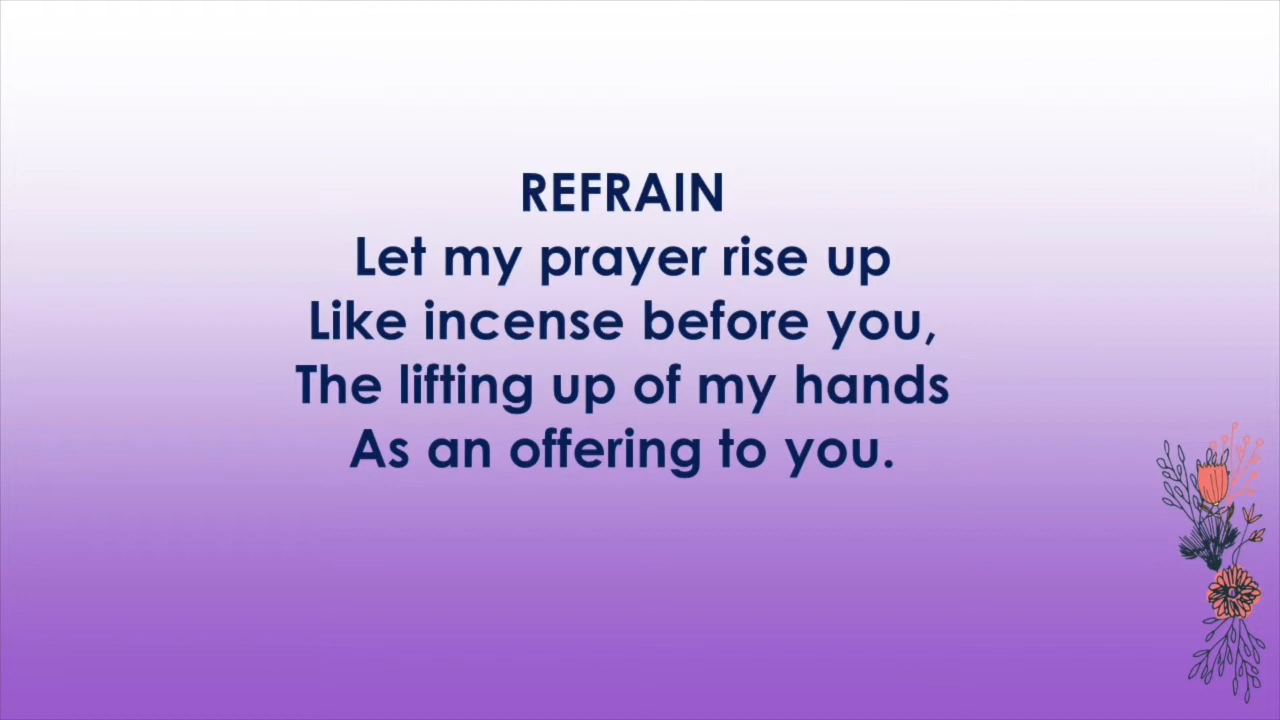 REFRAIN
Let my prayer rise up
Like incense before you,
The lifting up of my hands
As an offering to you.